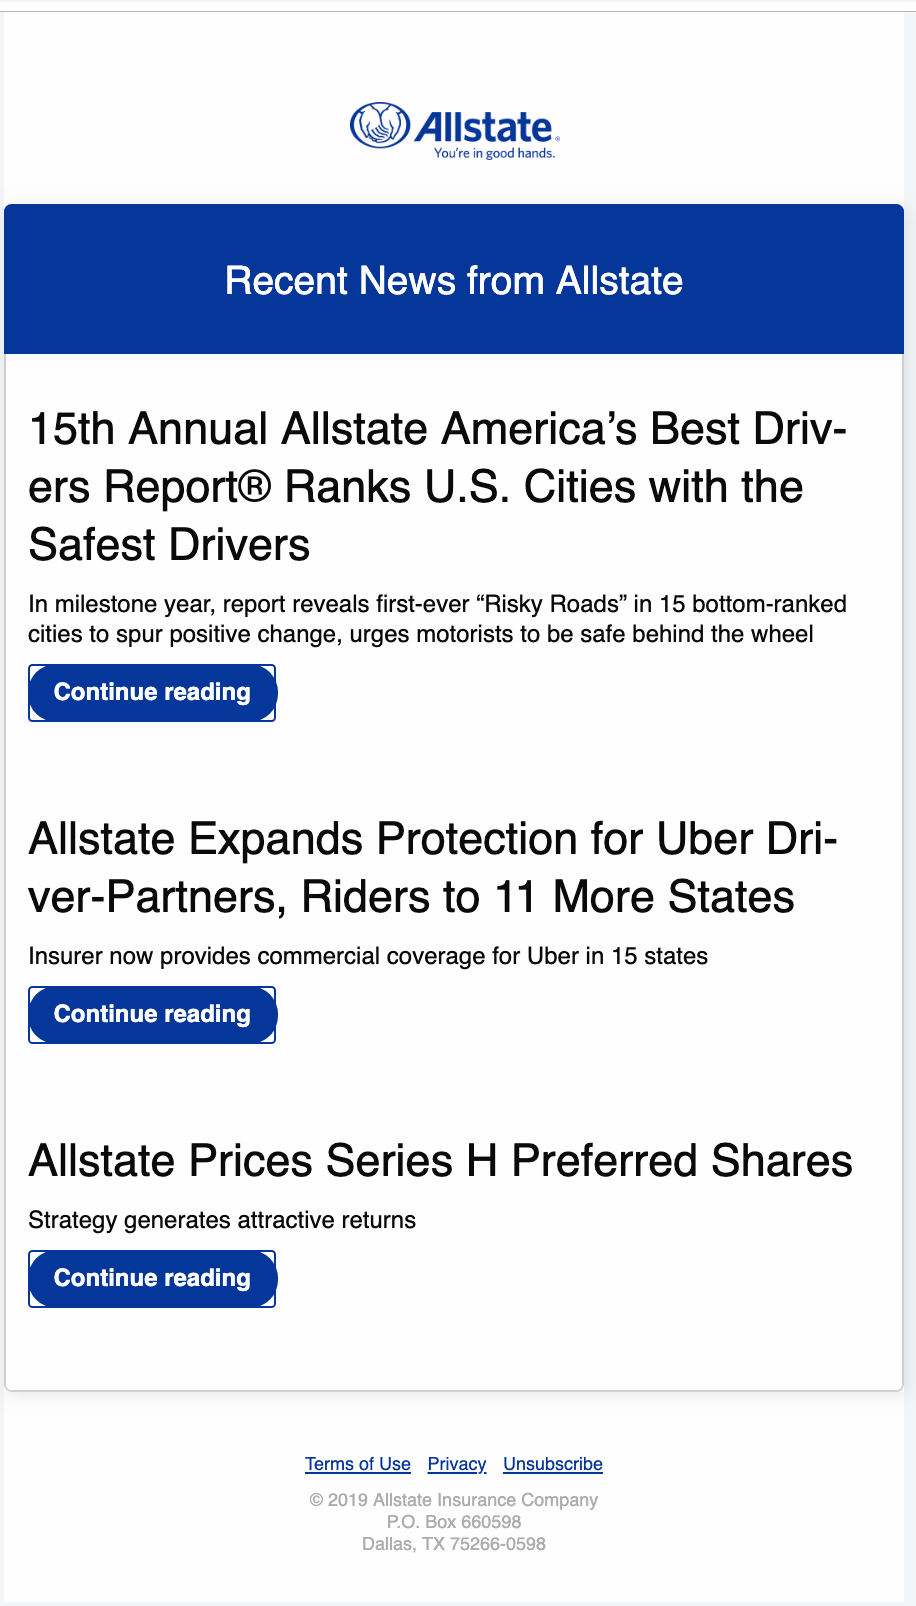 Allstate®
You're in good hands.
Recent News from Allstate
15th Annual Allstate America’s Best Driv-
ers Report® Ranks U.S. Cities with the
Safest Drivers
In milestone year, report reveals first-ever “Risky Roads” in 15 bottom-ranked
cities to spur positive change, urges motorists to be safe behind the wheel
Continue reading
Allstate Expands Protection for Uber Dri-
ver-Partners, Riders to 11 More States
Insurer now provides commercial coverage for Uber in 15 states
Continue reading
Allstate Prices Series H Preferred Shares
Strategy generates attractive returns
Continue reading
Terms of Use Privacy Unsubscribe
© 2019 Allstate Insurance Company
P.O. Box 660598
Dallas, TX 75266-0598